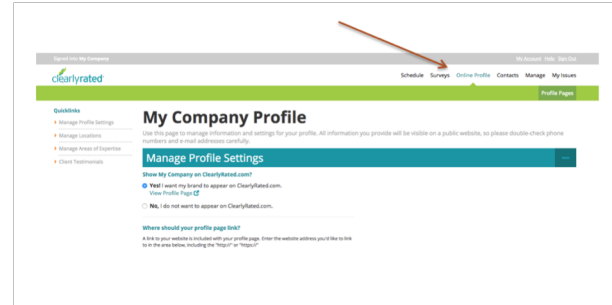 Signed into My Company
My Account Help Sign Out
clearlyrated
Schedule Surveys Online Profile Contacts Manage My Issues
Profile Pages
Quicklinks
Manage Profile Settings
Manage Locations
Manage Areas of Expertise
Client Testimonials
My Company Profile
Use this page to manage information and settings for your profile. All information you provide will be visible on a public website, so please double-check phone
numbers and e-mail addresses carefully.
Manage Profile Settings
Show My Company on ClearlyRated.com?
Yes! I want my brand to appear on ClearlyRated.com.
View Profile Page
No, I do not want to appear on ClearlyRated.com.
Where should your profile page link?
A link to your website is included with your profile page. Enter the website address you'd like to link
to in the area below, including the "http://" or "https://"